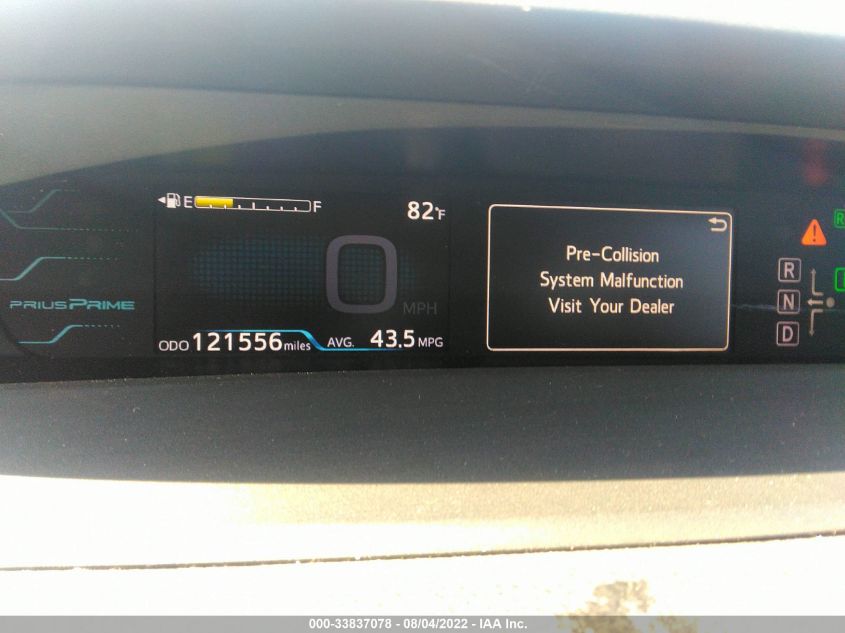 E F
82°F
0
MPH
PRIUS PRIME
ODO 121556 miles AVG. 43.5 MPG
Pre-Collision
System Malfunction
Visit Your Dealer
!
R
N
D
R
000-33837078 - 08/04/2022 - IAA Inc.